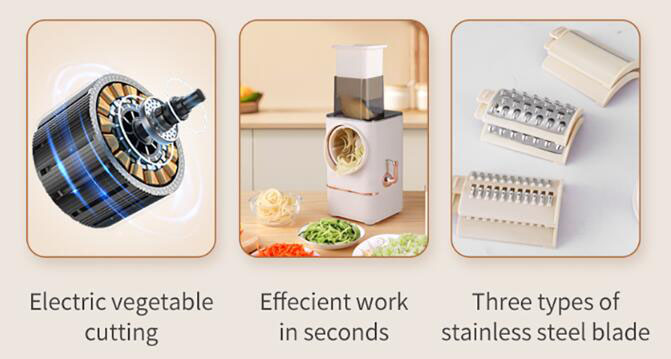 Electric vegetable
cutting
Effecient work
in seconds
Three types of
stainless steel blade